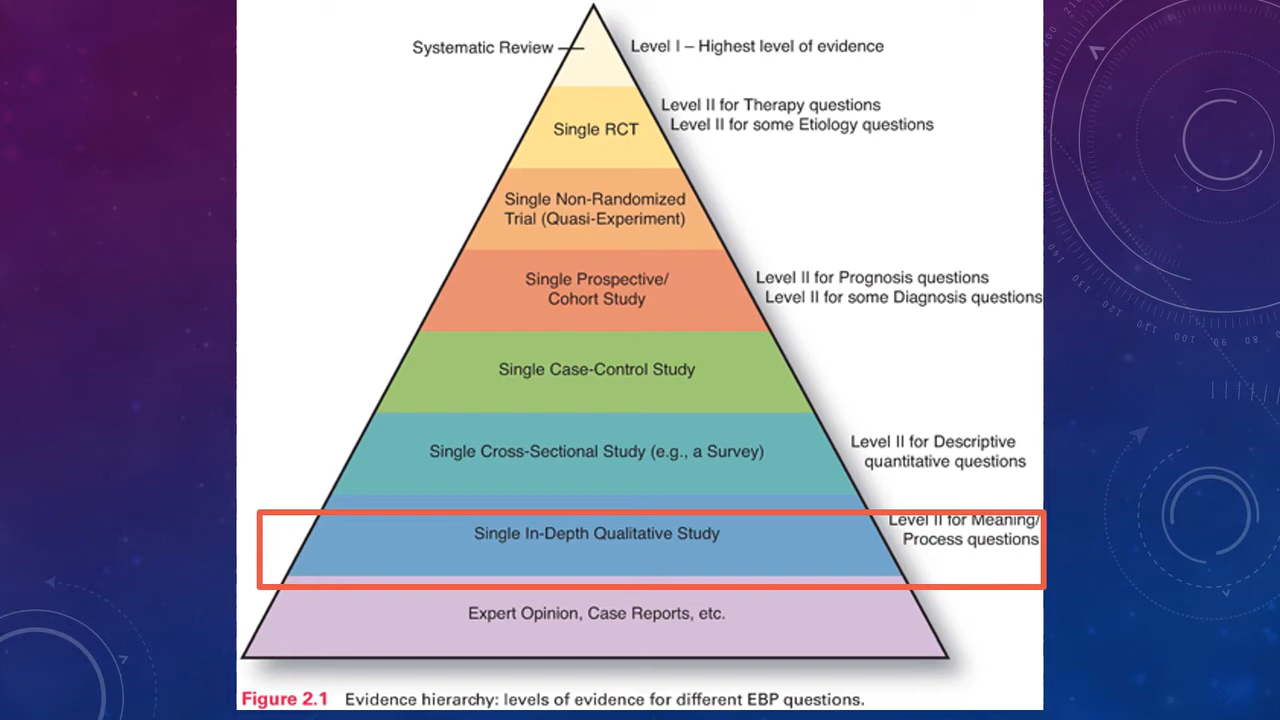 Systematic Review
Level I – Highest level of evidence
Level II for Therapy questions
Level II for some Etiology questions
Single RCT
Single Non-Randomized
Trial (Quasi-Experiment)
Single Prospective/
Cohort Study
Level II for Prognosis questions
Level II for some Diagnosis questions
Single Case-Control Study
Single Cross-Sectional Study (e.g., a Survey)
Level II for Descriptive
quantitative questions
Single In-Depth Qualitative Study
Level II for Meaning/
Process questions
Expert Opinion, Case Reports, etc.
Figure 2.1 Evidence hierarchy: levels of evidence for different EBP questions.